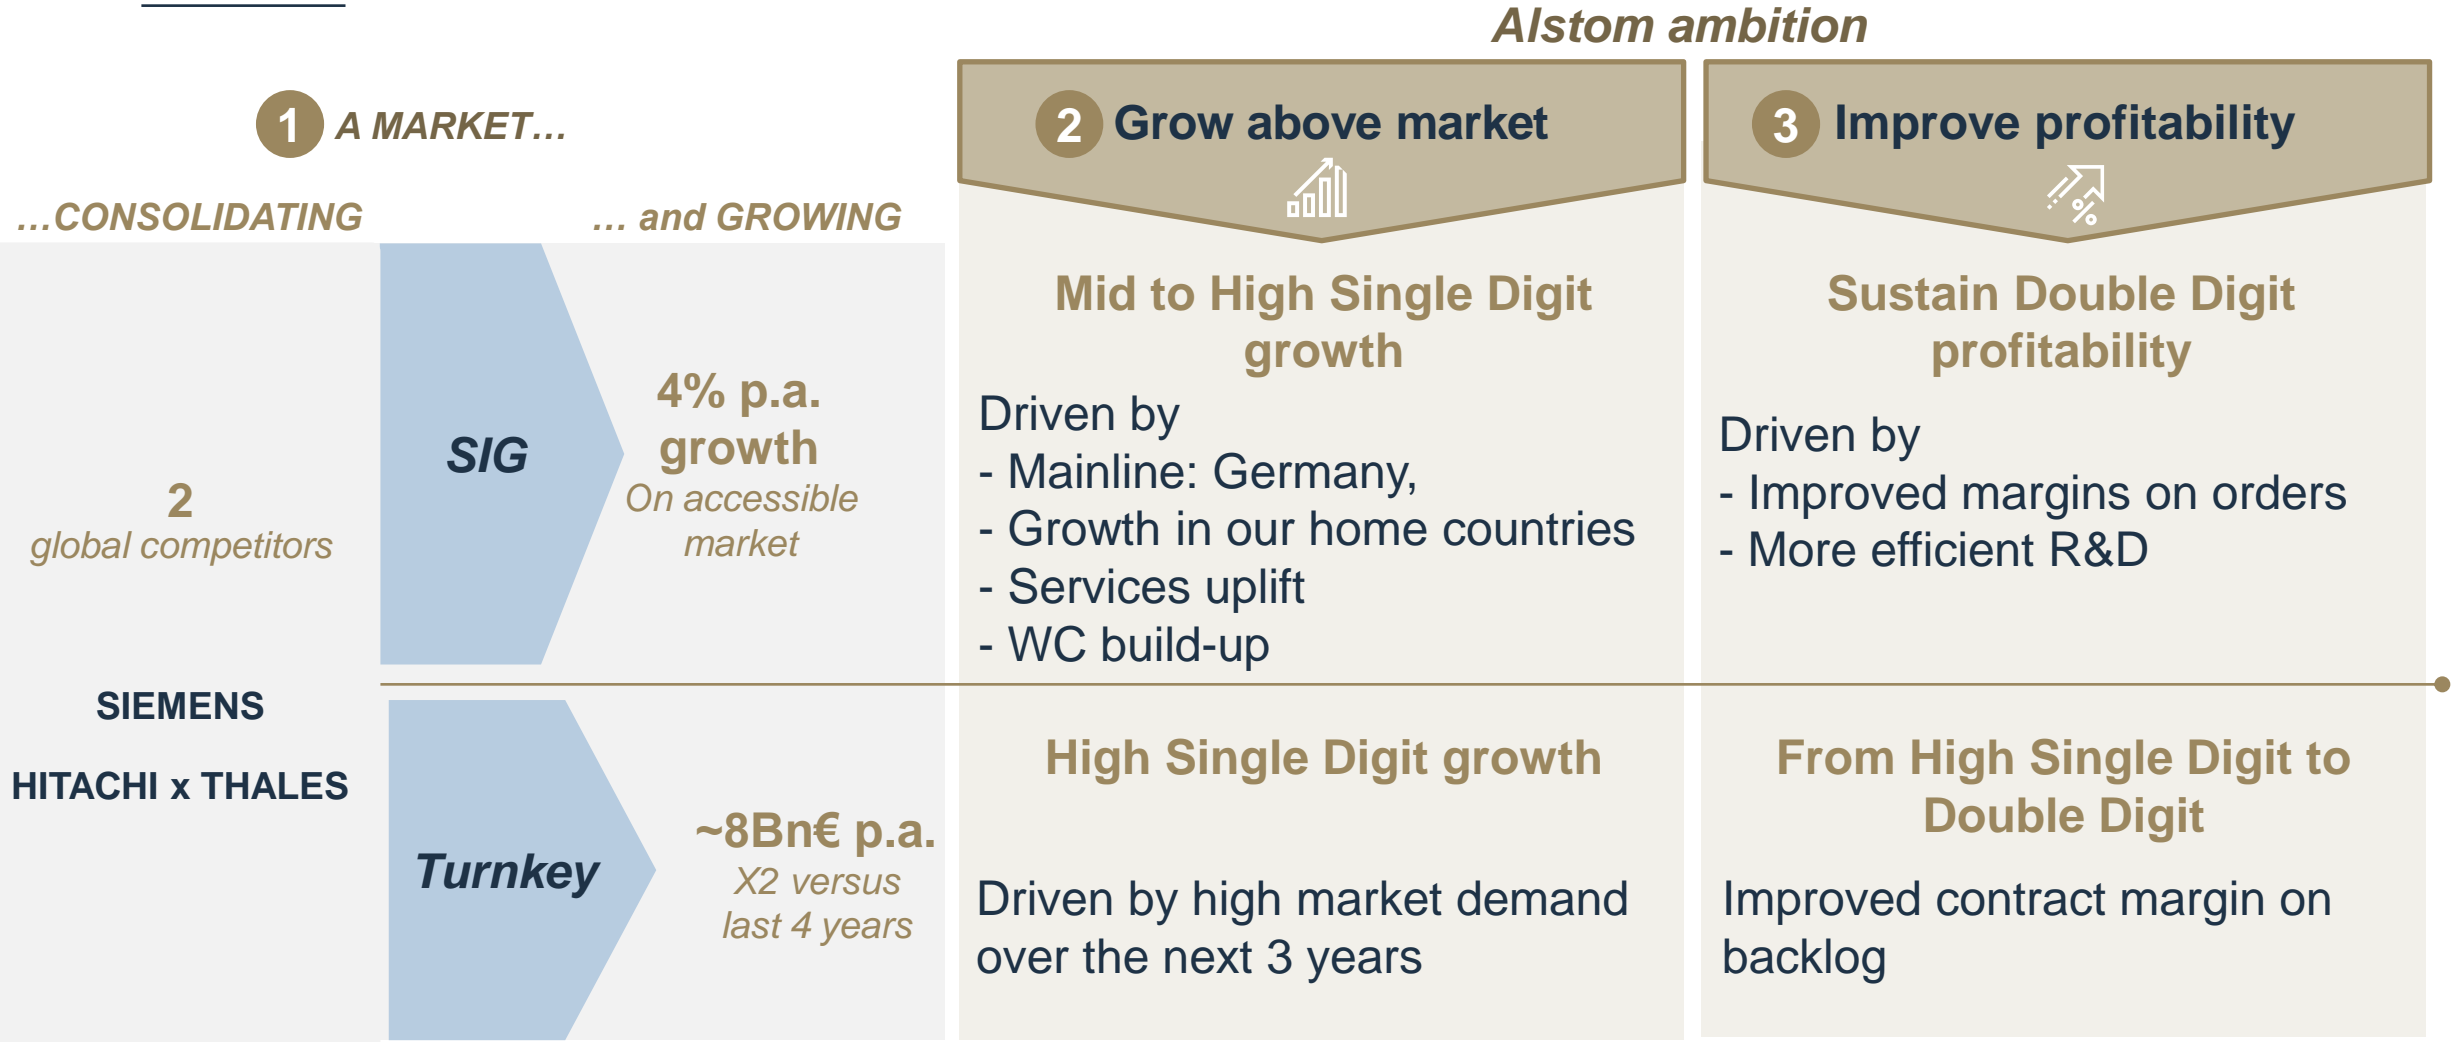 Alstom ambition
1 A MARKET…
…CONSOLIDATING
… and GROWING
2
global competitors
SIEMENS
HITACHI x THALES
SIG
4% p.a.
growth
On accessible
market
Turnkey
~8Bn€ p.a.
X2 versus
last 4 years
2 Grow above market
Mid to High Single Digit
growth
Driven by
- Mainline: Germany,
- Growth in our home countries
- Services uplift
- WC build-up
High Single Digit growth
Driven by high market demand
over the next 3 years
3 Improve profitability
%
Sustain Double Digit
profitability
Driven by
- Improved margins on orders
- More efficient R&D
From High Single Digit to
Double Digit
Improved contract margin on
backlog